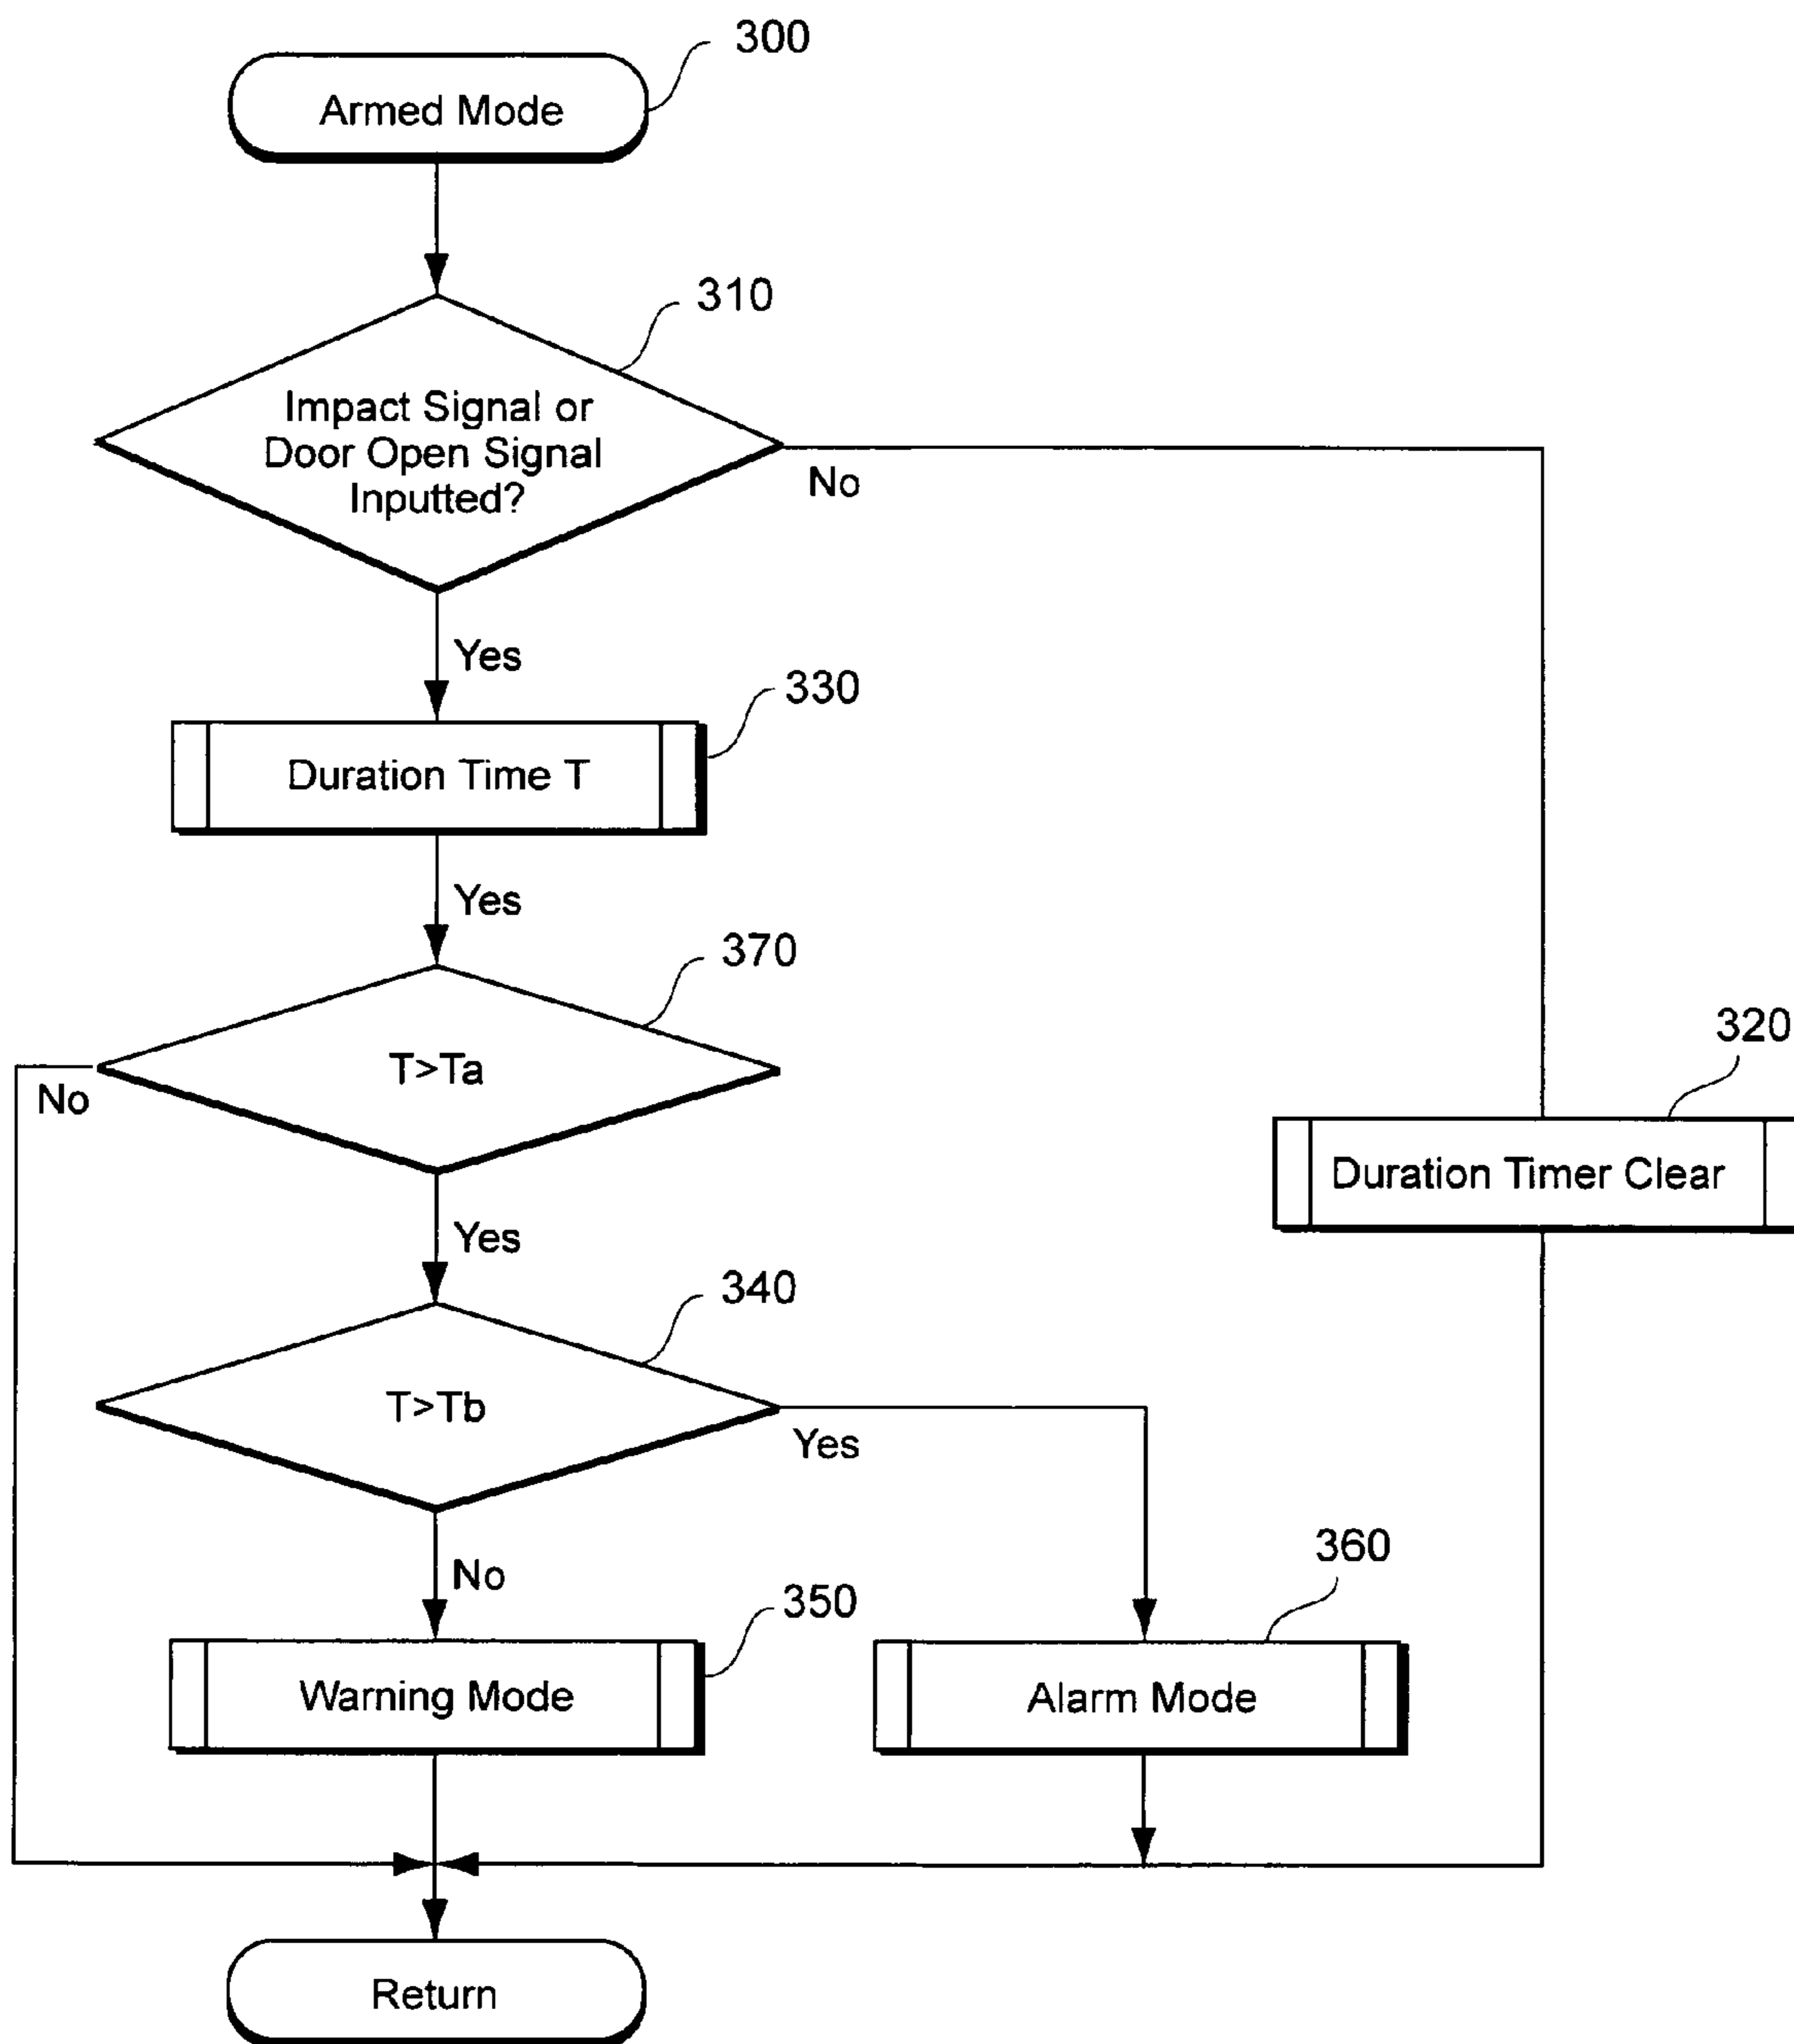 300
Armed Mode
310
Impact Signal or
Door Open Signal
Inputted?
No
Yes
330
Duration Time T
Yes
370
T>Ta
No
320
Duration Timer Clear
Yes
340
T>Tb
Yes
No
360
350
Warning Mode
Alarm Mode
Return